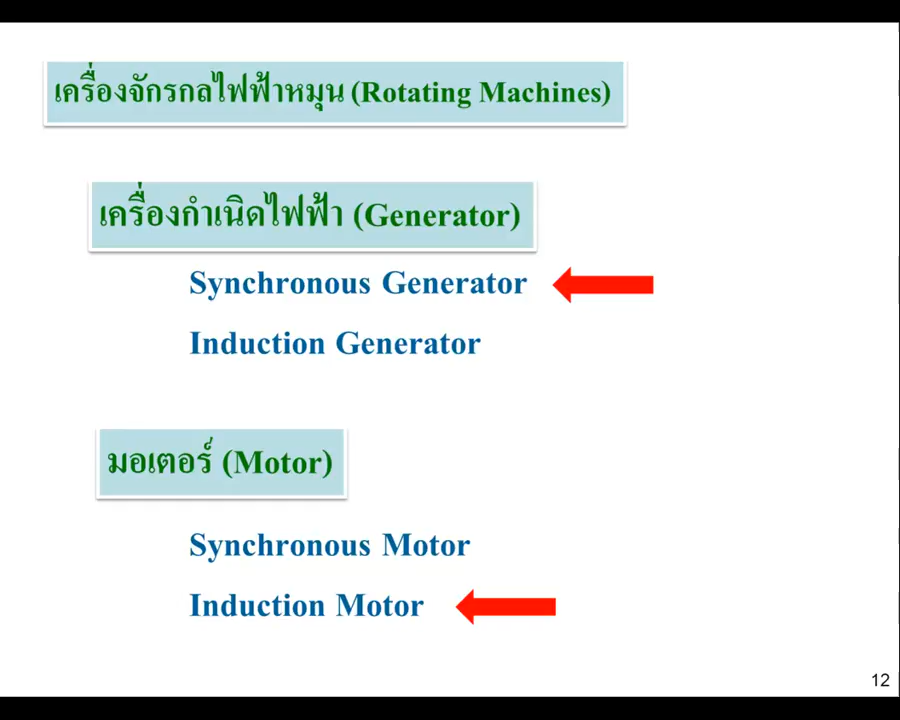 เครื่องจักรกลไฟฟ้าหมุน (Rotating Machines)
เครื่องกำเนิดไฟฟ้า (Generator)
Synchronous Generator
Induction Generator
มอเตอร์ (Motor)
Synchronous Motor
Induction Motor
12